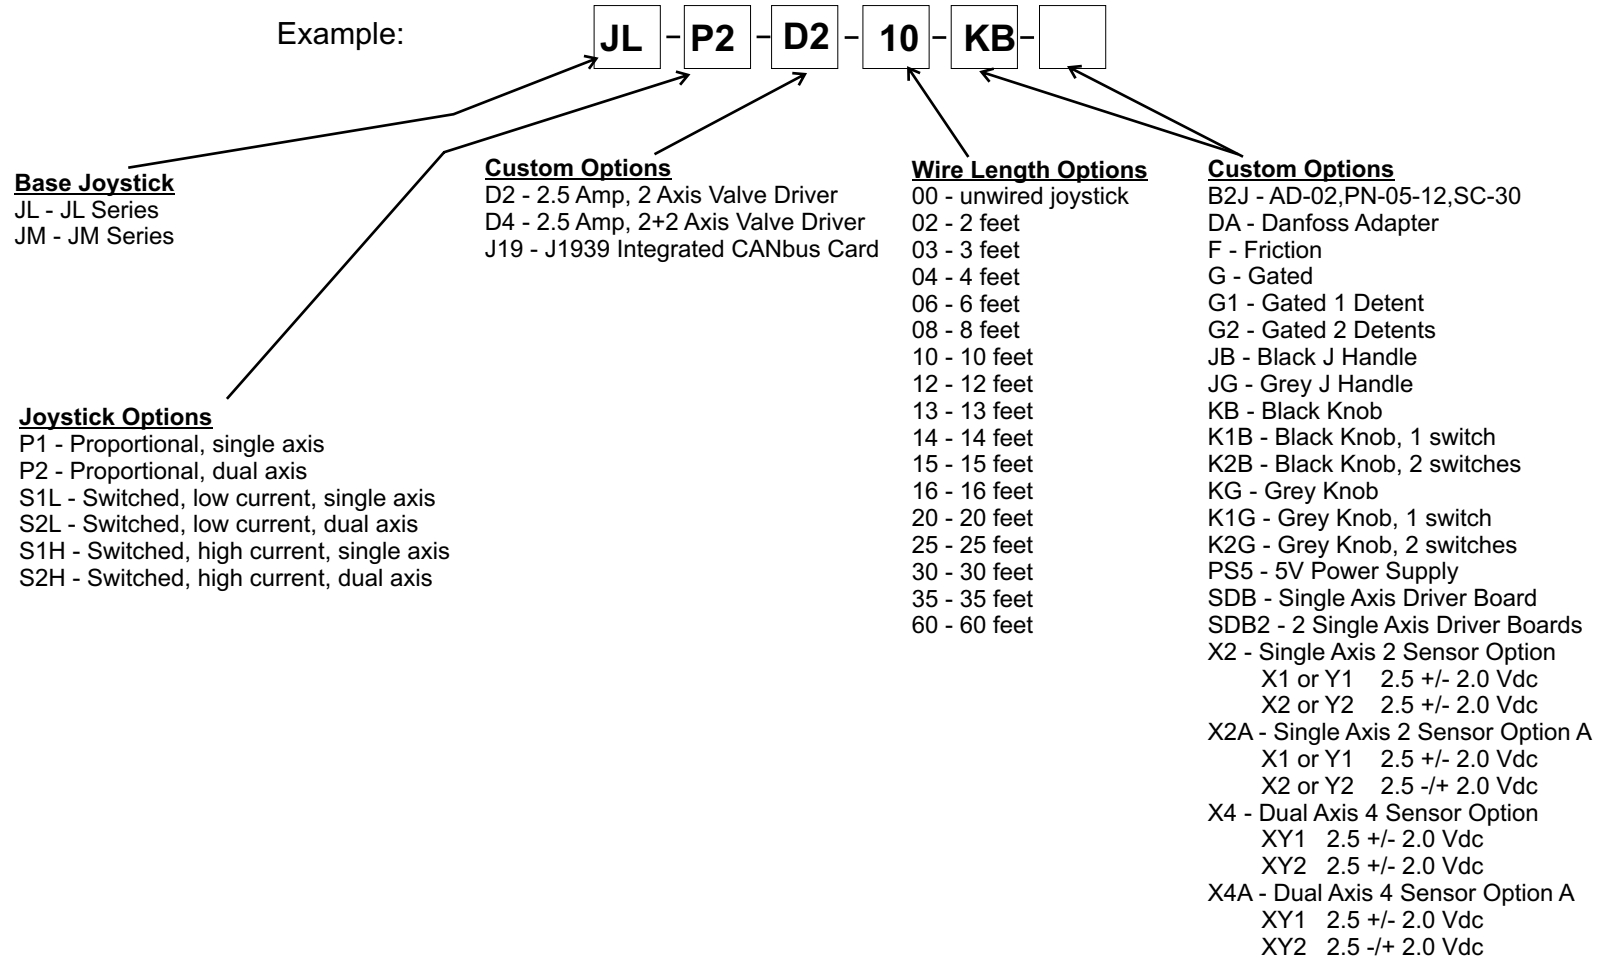 Example:
JL - P2 - D2 - 10 - KB -
Base Joystick
JL - JL Series
JM - JM Series
Joystick Options
P1 - Proportional, single axis
P2 - Proportional, dual axis
S1L - Switched, low current, single axis
S2L - Switched, low current, dual axis
S1H - Switched, high current, single axis
S2H - Switched, high current, dual axis
Custom Options
D2 - 2.5 Amp, 2 Axis Valve Driver
D4 - 2.5 Amp, 2+2 Axis Valve Driver
J19 - J1939 Integrated CANbus Card
Wire Length Options
00 - unwired joystick
02 - 2 feet
03 - 3 feet
04 - 4 feet
06 - 6 feet
08 - 8 feet
10 - 10 feet
12 - 12 feet
13 - 13 feet
14 - 14 feet
15 - 15 feet
16 - 16 feet
20 - 20 feet
25 - 25 feet
30 - 30 feet
35 - 35 feet
60 - 60 feet
Custom Options
B2J - AD-02,PN-05-12,SC-30
DA - Danfoss Adapter
F - Friction
G - Gated
G1 - Gated 1 Detent
G2 - Gated 2 Detents
JB - Black J Handle
JG - Grey J Handle
KB - Black Knob
K1B - Black Knob, 1 switch
K2B - Black Knob, 2 switches
KG - Grey Knob
K1G - Grey Knob, 1 switch
K2G - Grey Knob, 2 switches
PS5 - 5V Power Supply
SDB - Single Axis Driver Board
SDB2 - 2 Single Axis Driver Boards
X2 - Single Axis 2 Sensor Option
X1 or Y1 2.5 +/- 2.0 Vdc
X2 or Y2 2.5 +/- 2.0 Vdc
X2A - Single Axis 2 Sensor Option A
X1 or Y1 2.5 +/- 2.0 Vdc
X2 or Y2 2.5 -/+ 2.0 Vdc
X4 - Dual Axis 4 Sensor Option
XY1 2.5 +/- 2.0 Vdc
XY2 2.5 +/- 2.0 Vdc
X4A - Dual Axis 4 Sensor Option A
XY1 2.5 +/- 2.0 Vdc
XY2 2.5 -/+ 2.0 Vdc